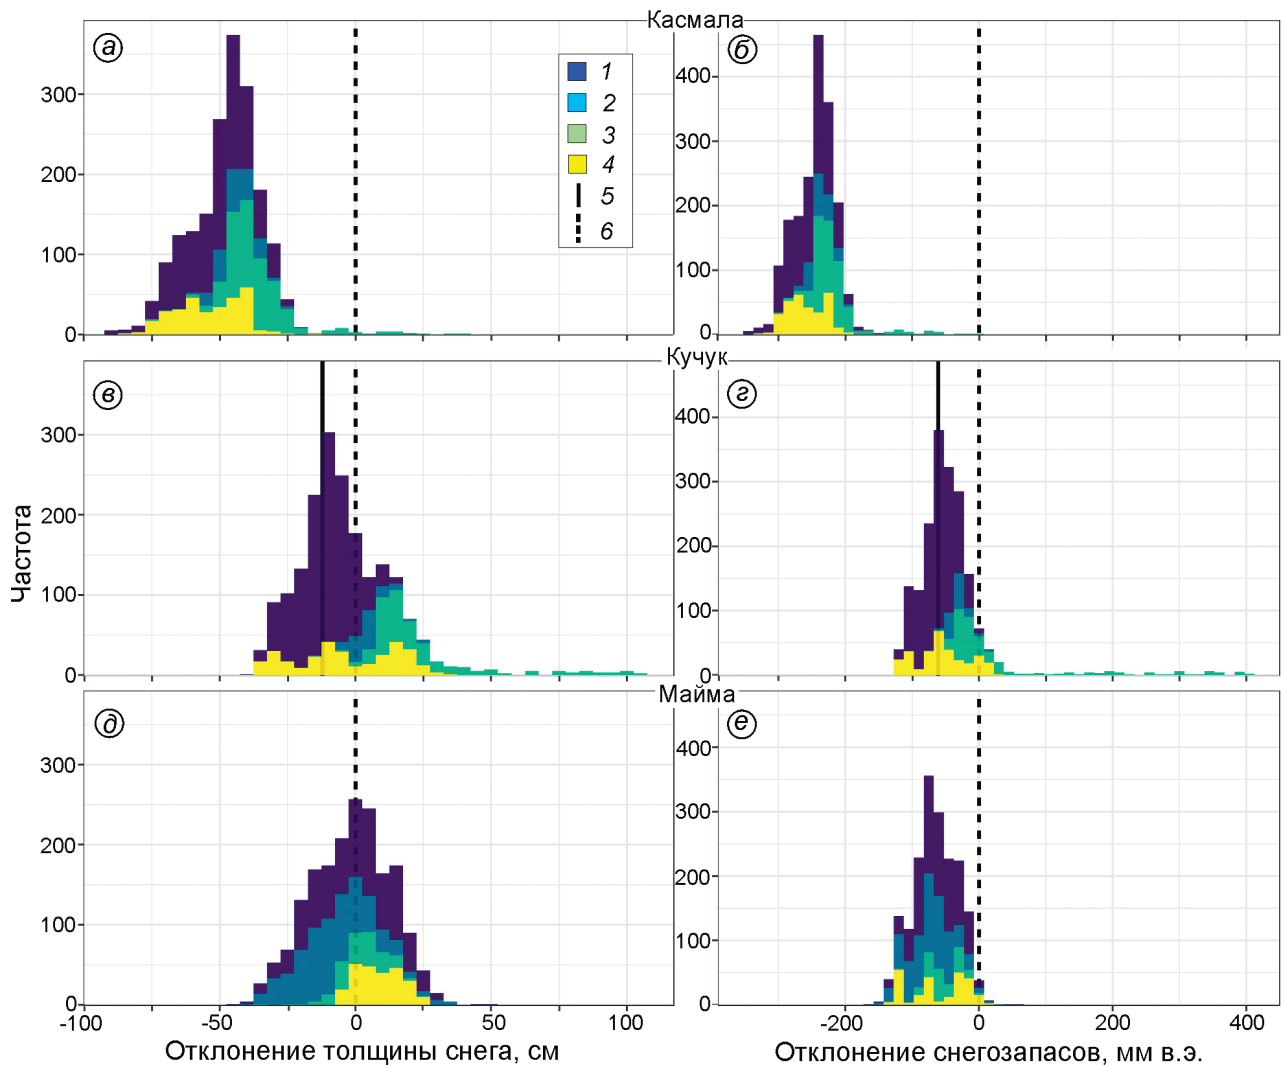 Касмала
а
б
1
2
3
4
5
6
300
200
100
0
400
300
200
100
0
Кучук
в
г
300
200
100
0
400
300
200
100
0
Частота
Майма
д
е
300
200
100
0
400
300
200
100
0
-100 -50 0 50 100
-200 0 200 400
Отклонение толщины снега, см
Отклонение снегозапасов, мм в.э.